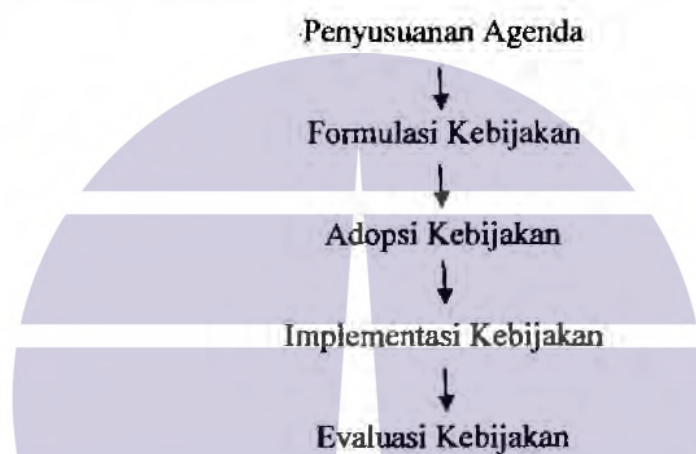 Penyusuanan Agenda
Formulasi Kebijakan
Adopsi Kebijakan
Implementasi Kebijakan
Evaluasi Kebijakan